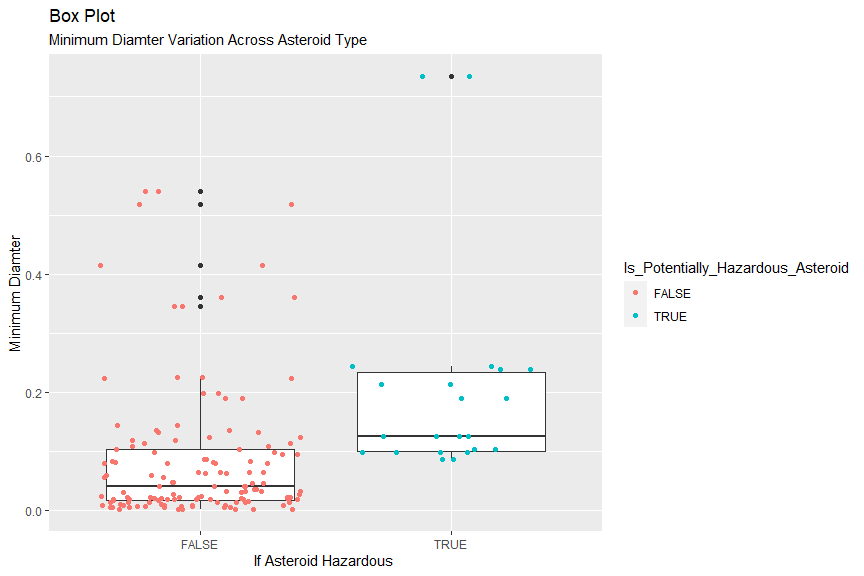 Box Plot
Minimum Diamter Variation Across Asteroid Type
Minimum Diamter
0.6
0.4
0.2
0.0
FALSE
TRUE
If Asteroid Hazardous
Is_Potentially_Hazardous_Asteroid
FALSE
TRUE